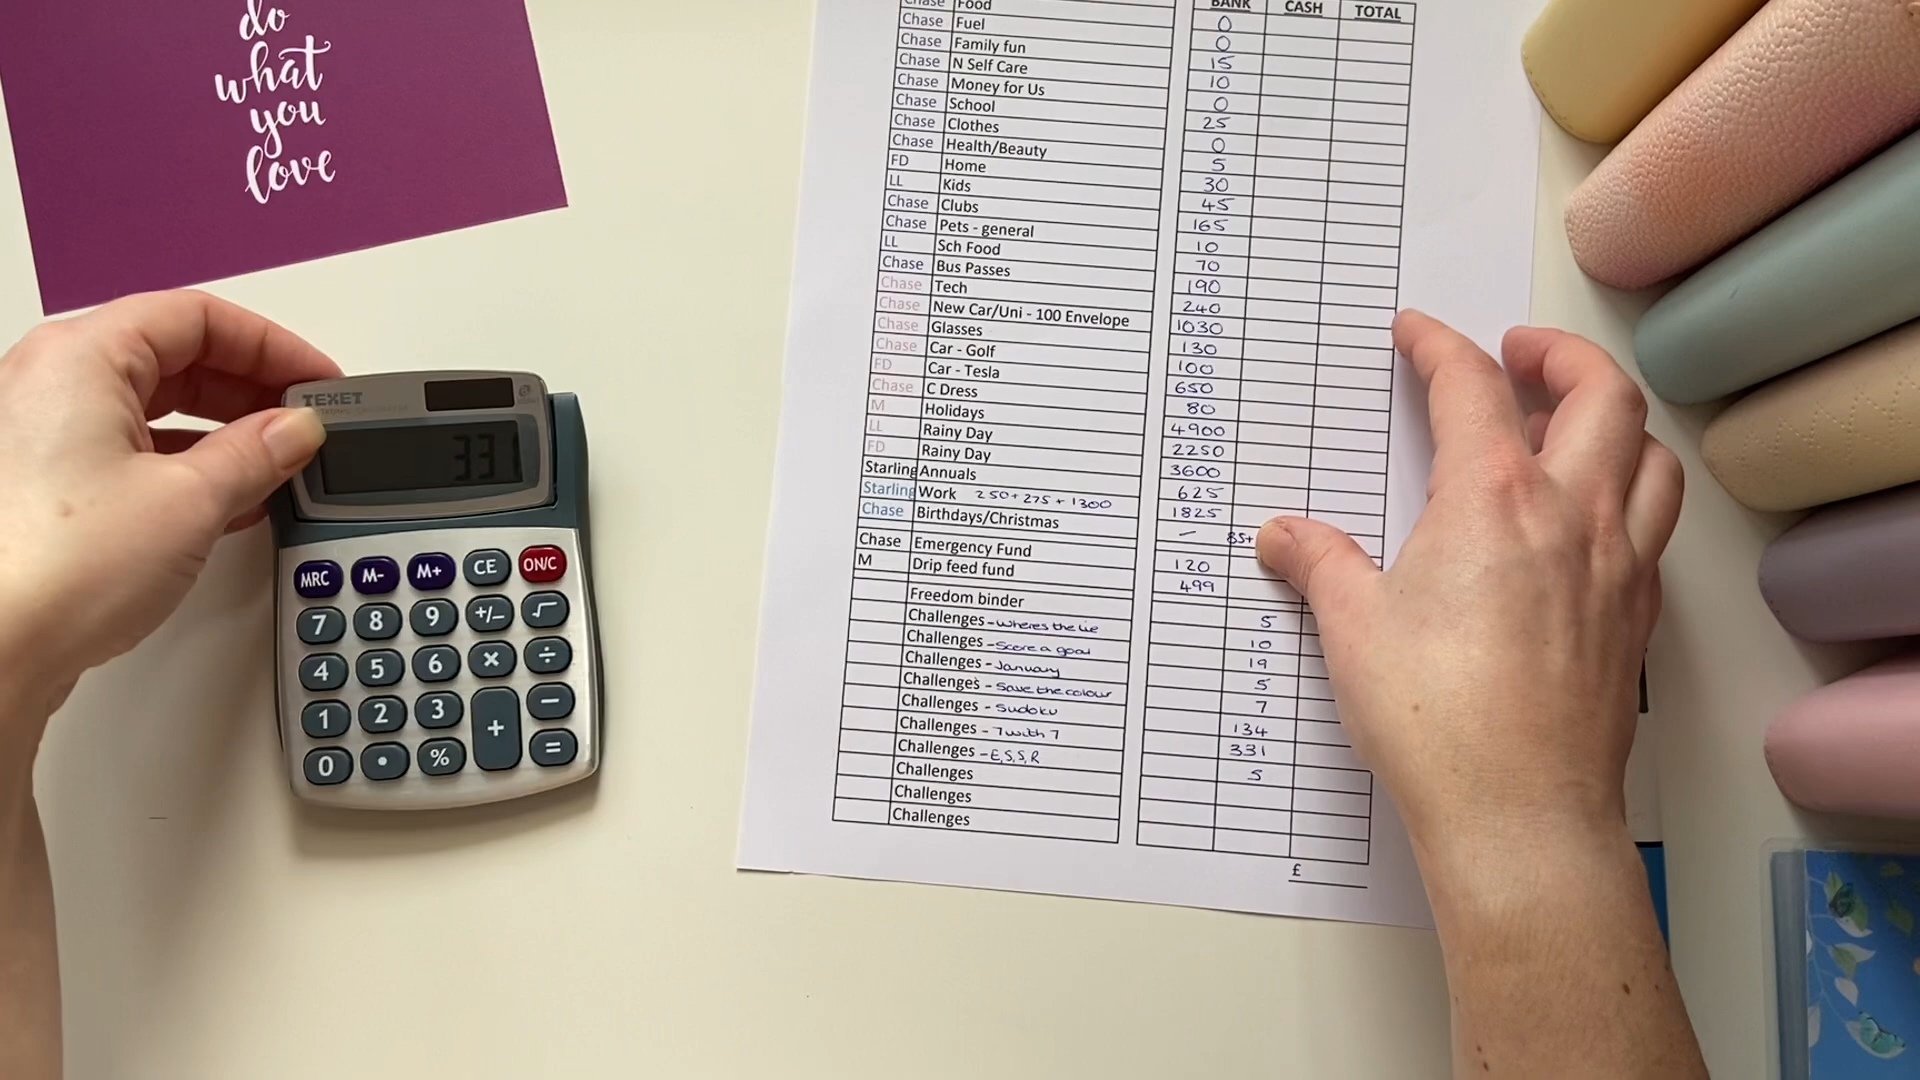 do
what
you
love
TEXET
331
MRC M- M+ CE ON/C
7 8 9 +/− √
4 5 6 × ÷
1 2 3 + −
0 • % =
BANK CASH TOTAL
Chase Food 0
Chase Fuel 0
Chase Family fun 15
Chase N Self Care 10
Chase Money for Us 0
Chase School 25
Chase Clothes 0
Chase Health/Beauty 5
FD Home 30
LL Kids 45
Chase Clubs 165
Chase Pets - general 10
LL Sch Food 70
Chase Bus Passes 190
Chase Tech 240
Chase New Car/Uni - 100 Envelope 1030
Chase Glasses 130
Chase Car - Golf 100
FD Car - Tesla 650
Chase C Dress 80
M Holidays 4900
LL Rainy Day 2250
FD Rainy Day 3600
Starling Annuals 625
Starling Work 250+275+1300 1825
Chase Birthdays/Christmas — 85+
Chase Emergency Fund 120
M Drip feed fund 499
Freedom binder 5
Challenges - Wheres the lie 10
Challenges - Score a goal 19
Challenges - January 5
Challenges - Save the colour 7
Challenges - Sudoku 134
Challenges - 7 with 7 331
Challenges - E,S,S,R 5
Challenges
Challenges
Challenges
£